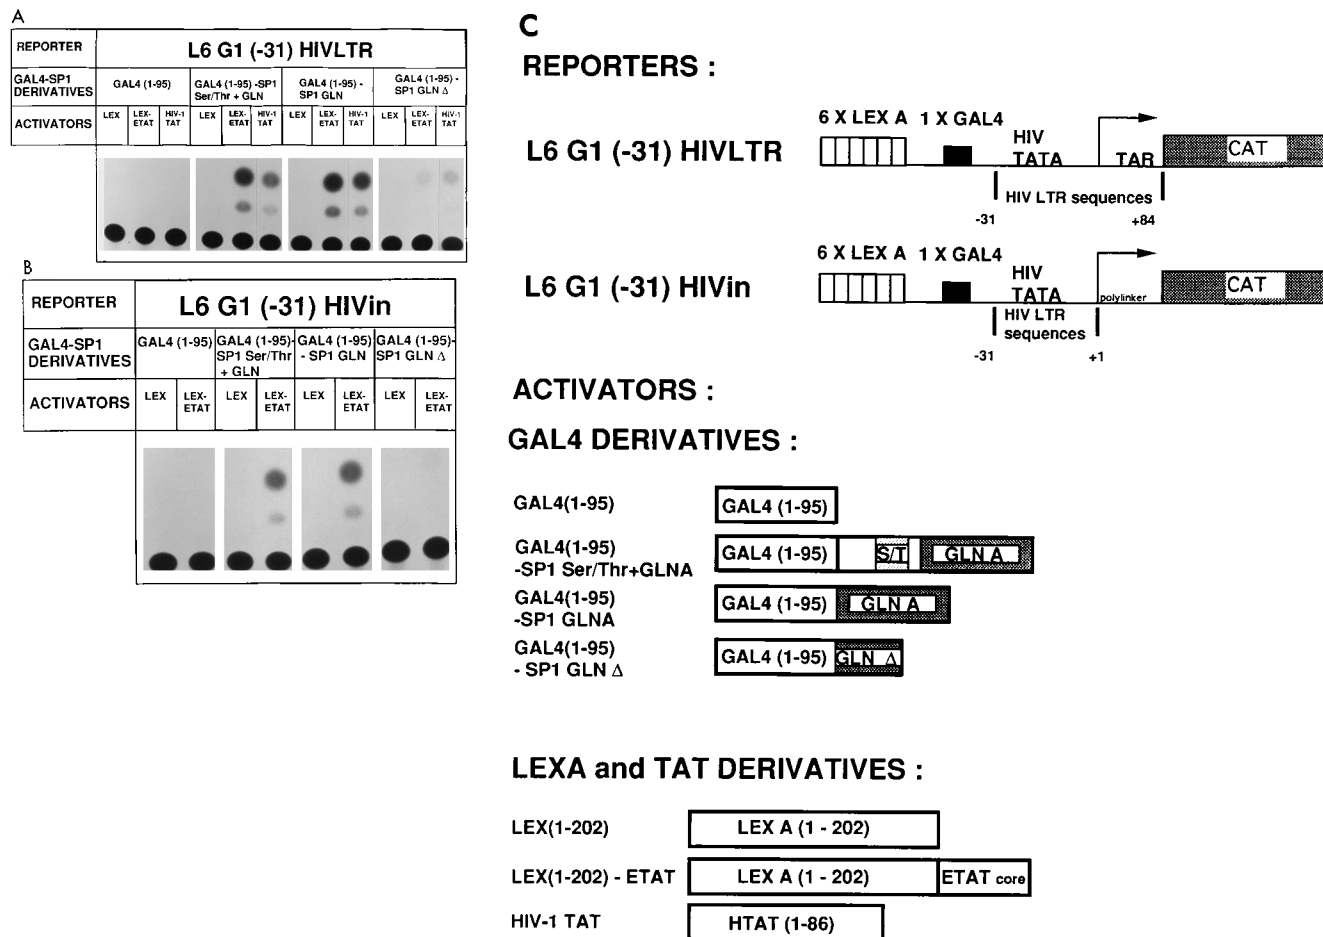 A
REPORTER
L6 G1 (-31) HIVLTR
GAL4-SP1
DERIVATIVES
GAL4 (1-95)
GAL4 (1-95) -SP1
Ser/Thr + GLN
GAL4 (1-95) -
SP1 GLN
GAL4 (1-95) -
SP1 GLN Δ
ACTIVATORS
LEX
LEX-
ETAT
HIV-1
TAT
LEX
LEX-
ETAT
HIV-1
TAT
LEX
LEX-
ETAT
HIV-1
TAT
LEX
LEX-
ETAT
HIV-1
TAT
B
REPORTER
L6 G1 (-31) HIVin
GAL4-SP1
DERIVATIVES
GAL4 (1-95)
GAL4 (1-95)-
SP1 Ser/Thr
+ GLN
GAL4 (1-95)
- SP1 GLN
GAL4 (1-95)-
SP1 GLN Δ
ACTIVATORS
LEX
LEX-
ETAT
LEX
LEX-
ETAT
LEX
LEX-
ETAT
LEX
LEX-
ETAT
C
REPORTERS :
6 X LEX A 1 X GAL4
L6 G1 (-31) HIVLTR
HIV
TATA
TAR
CAT
HIV LTR sequences
-31
+84
6 X LEX A 1 X GAL4
L6 G1 (-31) HIVin
HIV
TATA
polylinker
CAT
HIV LTR
sequences
-31
+1
ACTIVATORS :
GAL4 DERIVATIVES :
GAL4(1-95)
GAL4 (1-95)
GAL4(1-95)
-SP1 Ser/Thr+GLNA
GAL4 (1-95)
S/T
GLN A
GAL4(1-95)
-SP1 GLNA
GAL4 (1-95)
GLN A
GAL4(1-95)
- SP1 GLN Δ
GAL4 (1-95)
GLN Δ
LEXA and TAT DERIVATIVES :
LEX(1-202)
LEX A (1 - 202)
LEX(1-202) - ETAT
LEX A (1 - 202)
ETAT core
HIV-1 TAT
HTAT (1-86)